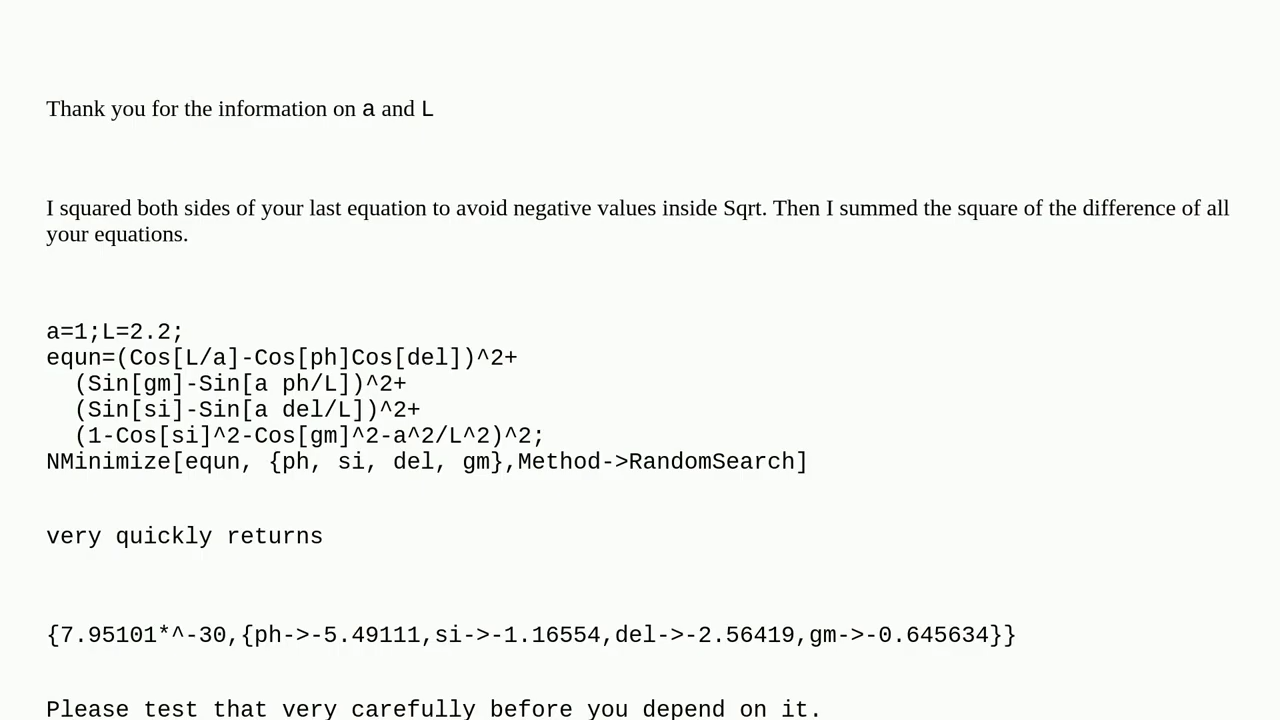 Thank you for the information on a and L
I squared both sides of your last equation to avoid negative values inside Sqrt. Then I summed the square of the difference of all
your equations.
a=1;L=2.2;
equn=(Cos[L/a]-Cos[ph]Cos[del])^2+
  (Sin[gm]-Sin[a ph/L])^2+
  (Sin[si]-Sin[a del/L])^2+
  (1-Cos[si]^2-Cos[gm]^2-a^2/L^2)^2;
NMinimize[equn, {ph, si, del, gm},Method->RandomSearch]
very quickly returns
{7.95101*^-30,{ph->-5.49111,si->-1.16554,del->-2.56419,gm->-0.645634}}
Please test that very carefully before you depend on it.